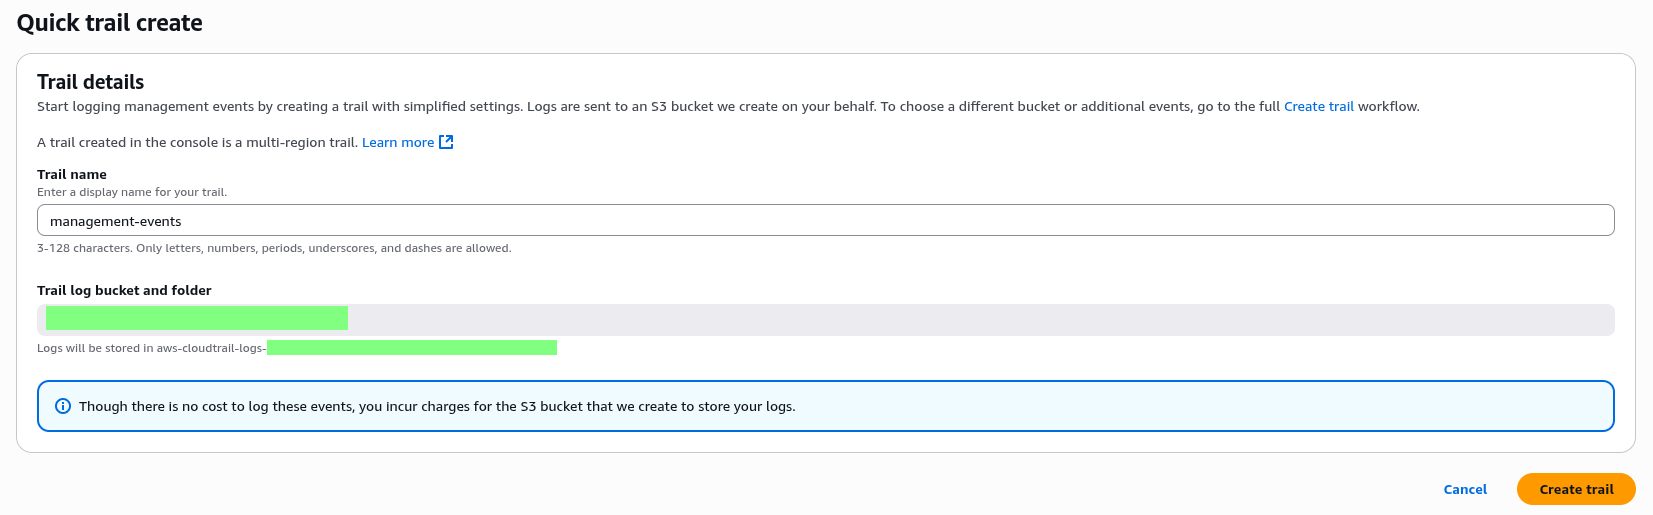 Quick trail create
Trail details
Start logging management events by creating a trail with simplified settings. Logs are sent to an S3 bucket we create on your behalf. To choose a different bucket or additional events, go to the full Create trail workflow.
A trail created in the console is a multi-region trail. Learn more
Trail name
Enter a display name for your trail.
management-events
3-128 characters. Only letters, numbers, periods, underscores, and dashes are allowed.
Trail log bucket and folder
Logs will be stored in aws-cloudtrail-logs-
Though there is no cost to log these events, you incur charges for the S3 bucket that we create to store your logs.
Cancel
Create trail